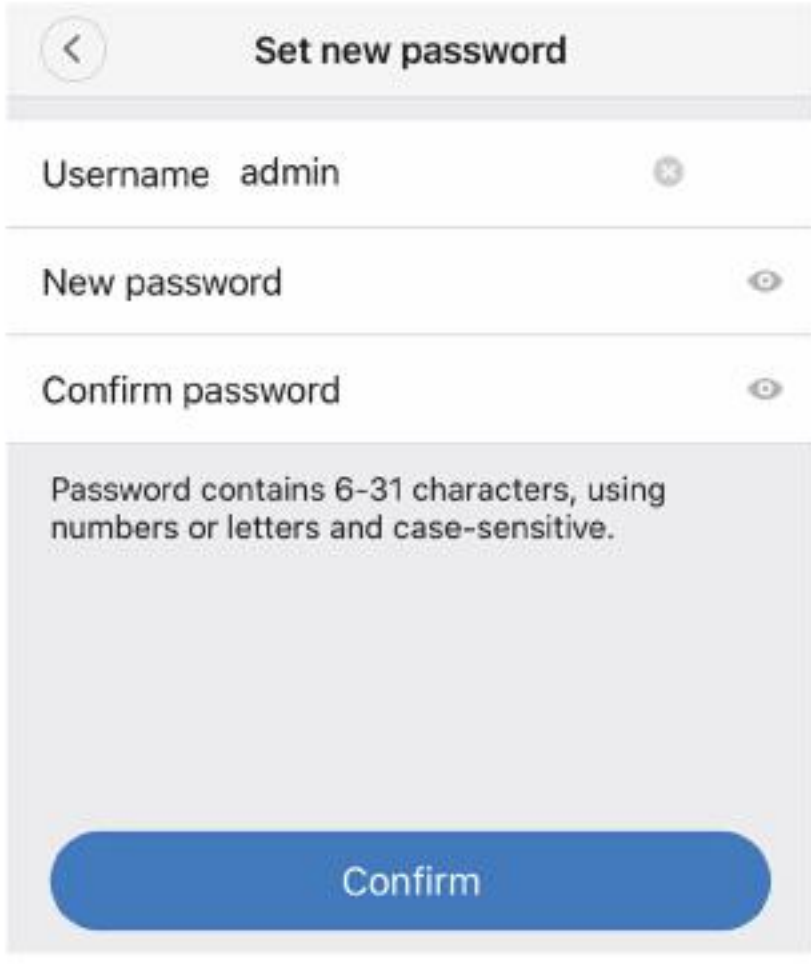 Set new password
Username admin
New password
Confirm password
Password contains 6-31 characters, using
numbers or letters and case-sensitive.
Confirm